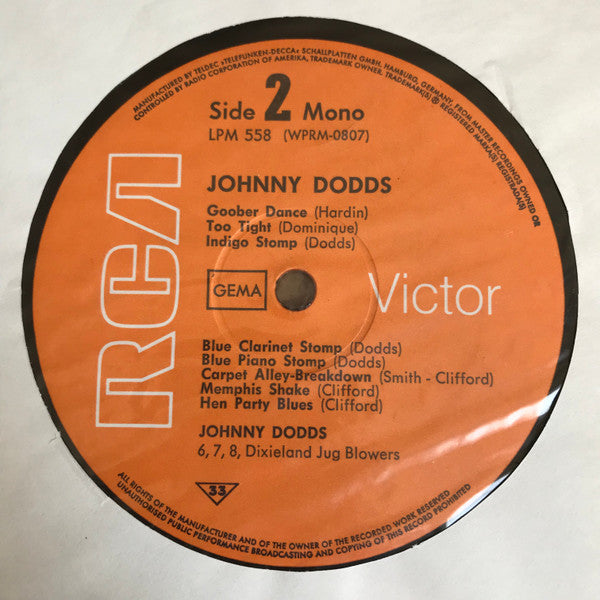 MANUFACTURED BY TELDEC »TELEFUNKEN-DECCA« SCHALLPLATTEN GMBH, HAMBURG, GERMANY, FROM MASTER RECORDINGS OWNED OR
CONTROLLED BY RADIO CORPORATION OF AMERICA, TRADEMARK OWNER, TRADEMARK(S) ® REGISTERED MARKA(S) REGISTRADA(S)
Side 2 Mono
LPM 558 (WPRM-0807)
JOHNNY DODDS
Goober Dance (Hardin)
Too Tight (Dominique)
Indigo Stomp (Dodds)
RCA
GEMA
Victor
Blue Clarinet Stomp (Dodds)
Blue Piano Stomp (Dodds)
Carpet Alley-Breakdown (Smith - Clifford)
Memphis Shake (Clifford)
Hen Party Blues (Clifford)
JOHNNY DODDS
6, 7, 8, Dixieland Jug Blowers
33
ALL RIGHTS OF THE MANUFACTURER AND OF THE OWNER OF THE RECORDED WORK RESERVED
UNAUTHORISED PUBLIC PERFORMANCE BROADCASTING AND COPYING OF THIS RECORD PROHIBITED